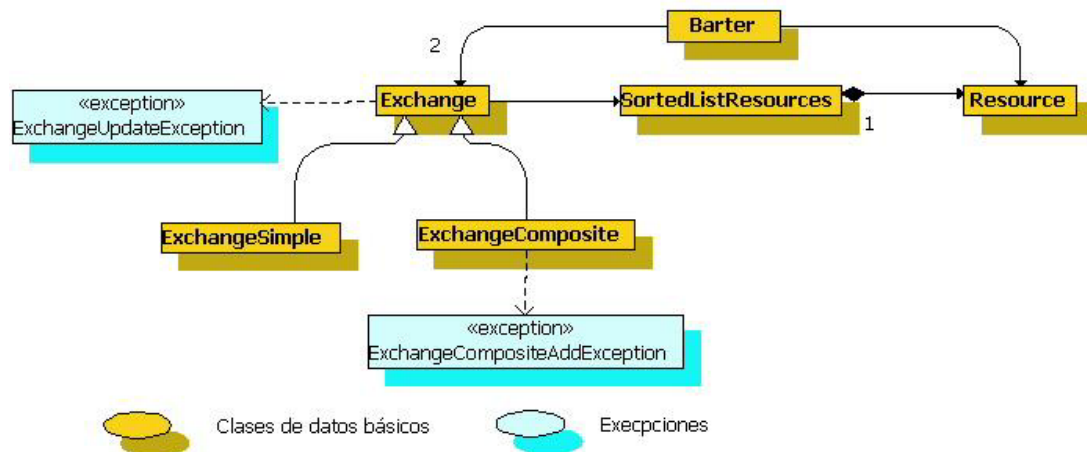 Barter
2
Exchange
SortedListResources
Resource
1
«exception»
ExchangeUpdateException
ExchangeSimple
ExchangeComposite
«exception»
ExchangeCompositeAddException
Clases de datos básicos
Execpciones